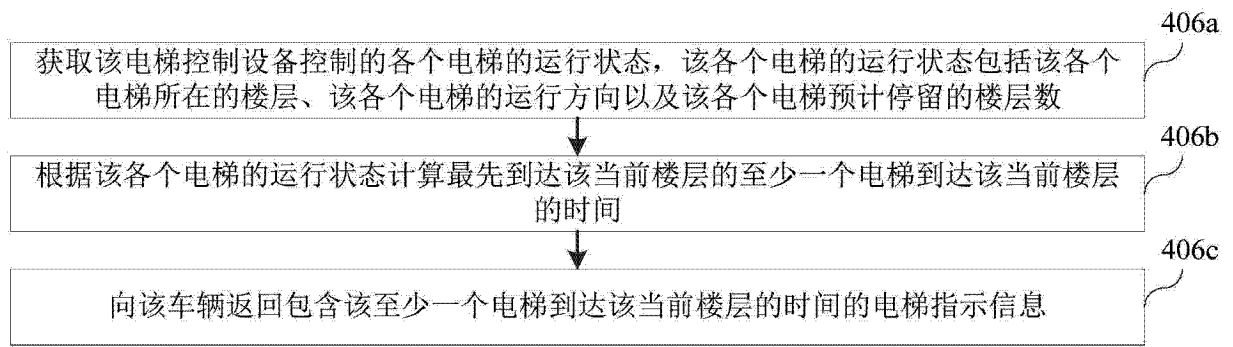 406a
获取该电梯控制设备控制的各个电梯的运行状态，该各个电梯的运行状态包括该各个
电梯所在的楼层、该各个电梯的运行方向以及该各个电梯预计停留的楼层数
406b
根据该各个电梯的运行状态计算最先到达该当前楼层的至少一个电梯到达该当前楼层
的时间
406c
向该车辆返回包含该至少一个电梯到达该当前楼层的时间的电梯指示信息